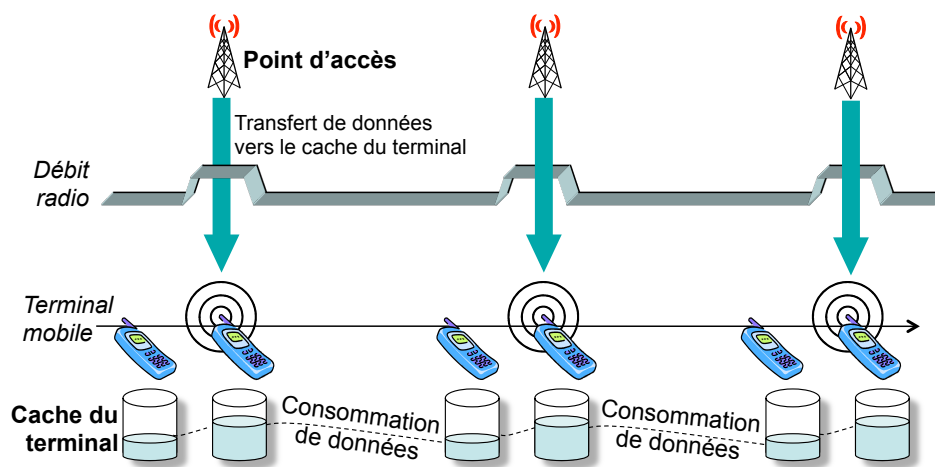 Point d'accès
Transfert de données
vers le cache du terminal
Débit
radio
Terminal
mobile
Cache du
terminal
Consommation
de données
Consommation
de données